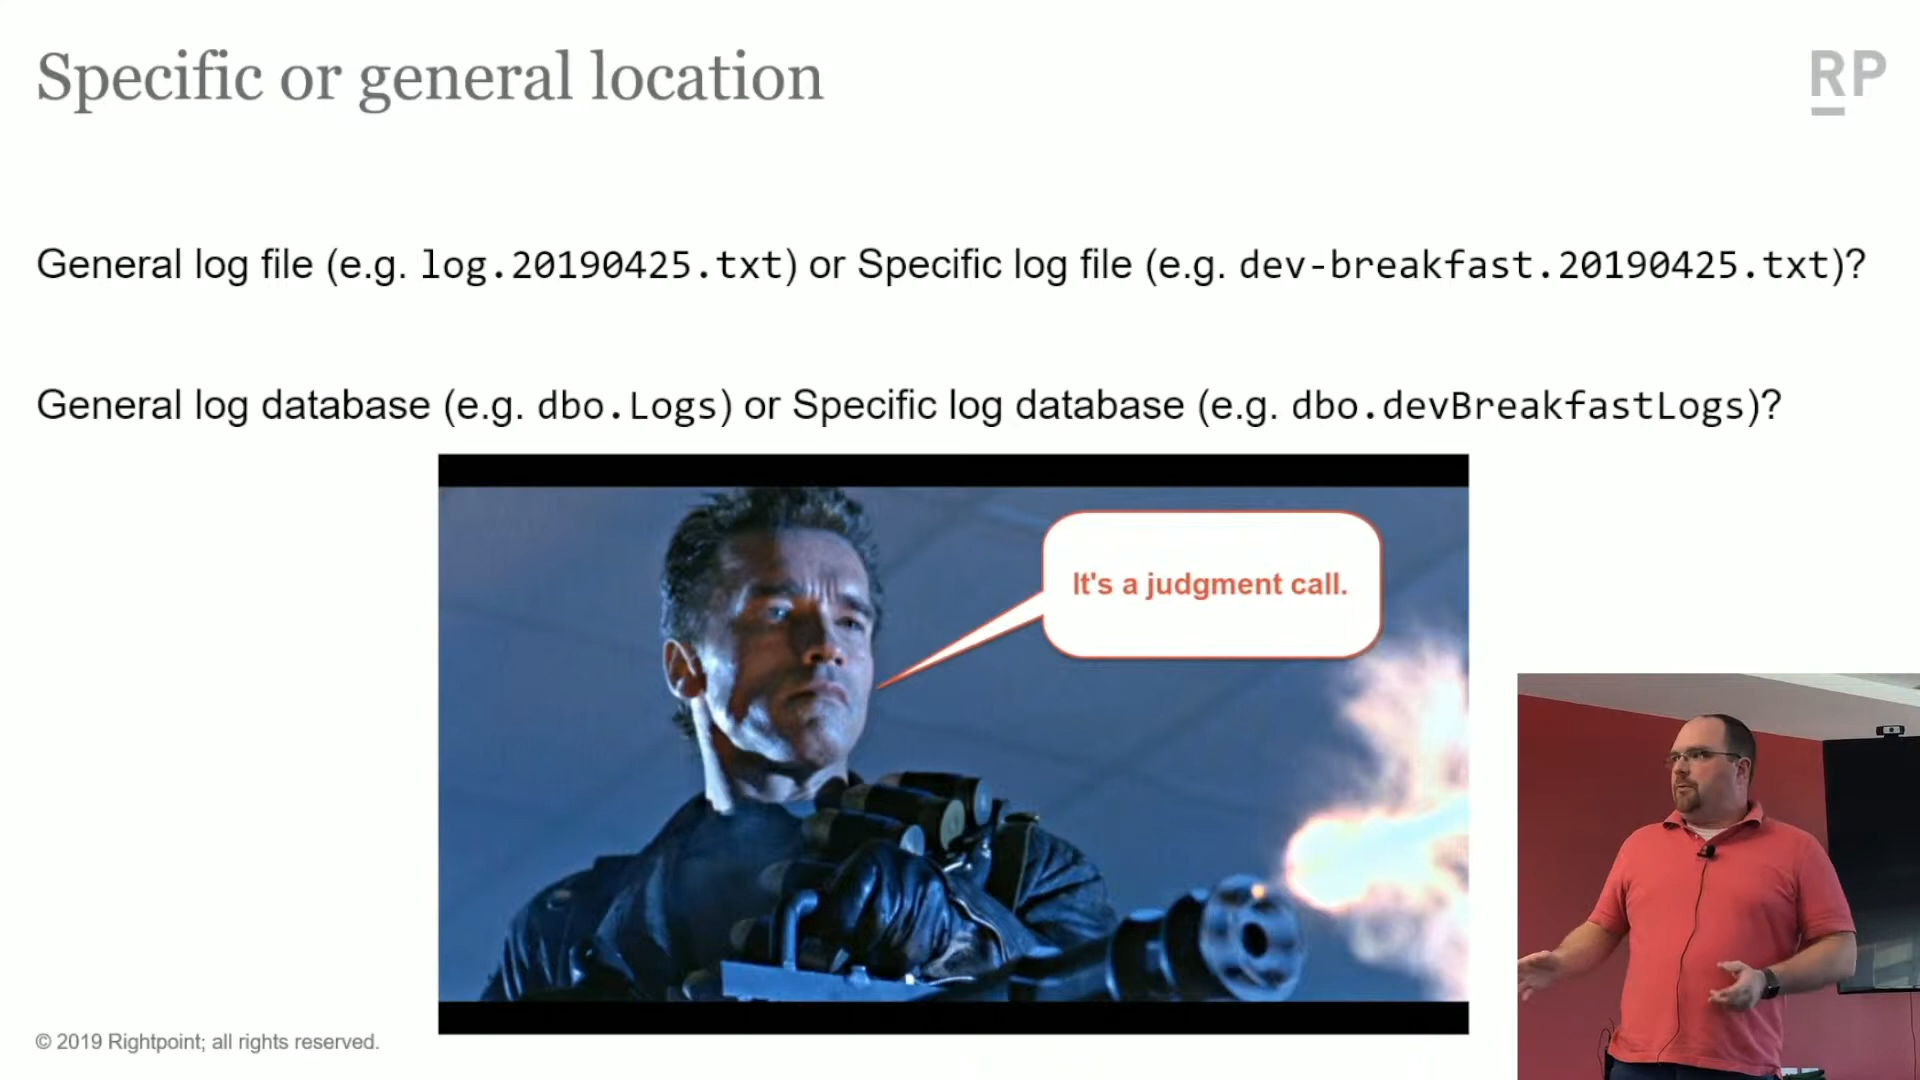 Specific or general location
RP
General log file (e.g. log.20190425.txt) or Specific log file (e.g. dev-breakfast.20190425.txt)?
General log database (e.g. dbo.Logs) or Specific log database (e.g. dbo.devBreakfastLogs)?
It's a judgment call.
© 2019 Rightpoint; all rights reserved.